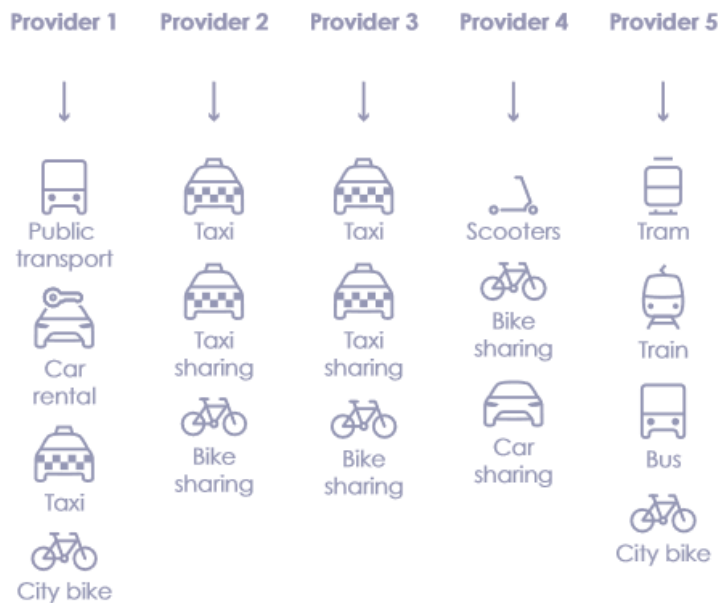 Provider 1
Provider 2
Provider 3
Provider 4
Provider 5
Public
transport
Car
rental
Taxi
City bike
Taxi
Taxi
sharing
Bike
sharing
Taxi
Taxi
sharing
Bike
sharing
Scooters
Bike
sharing
Car
sharing
Tram
Train
Bus
City bike